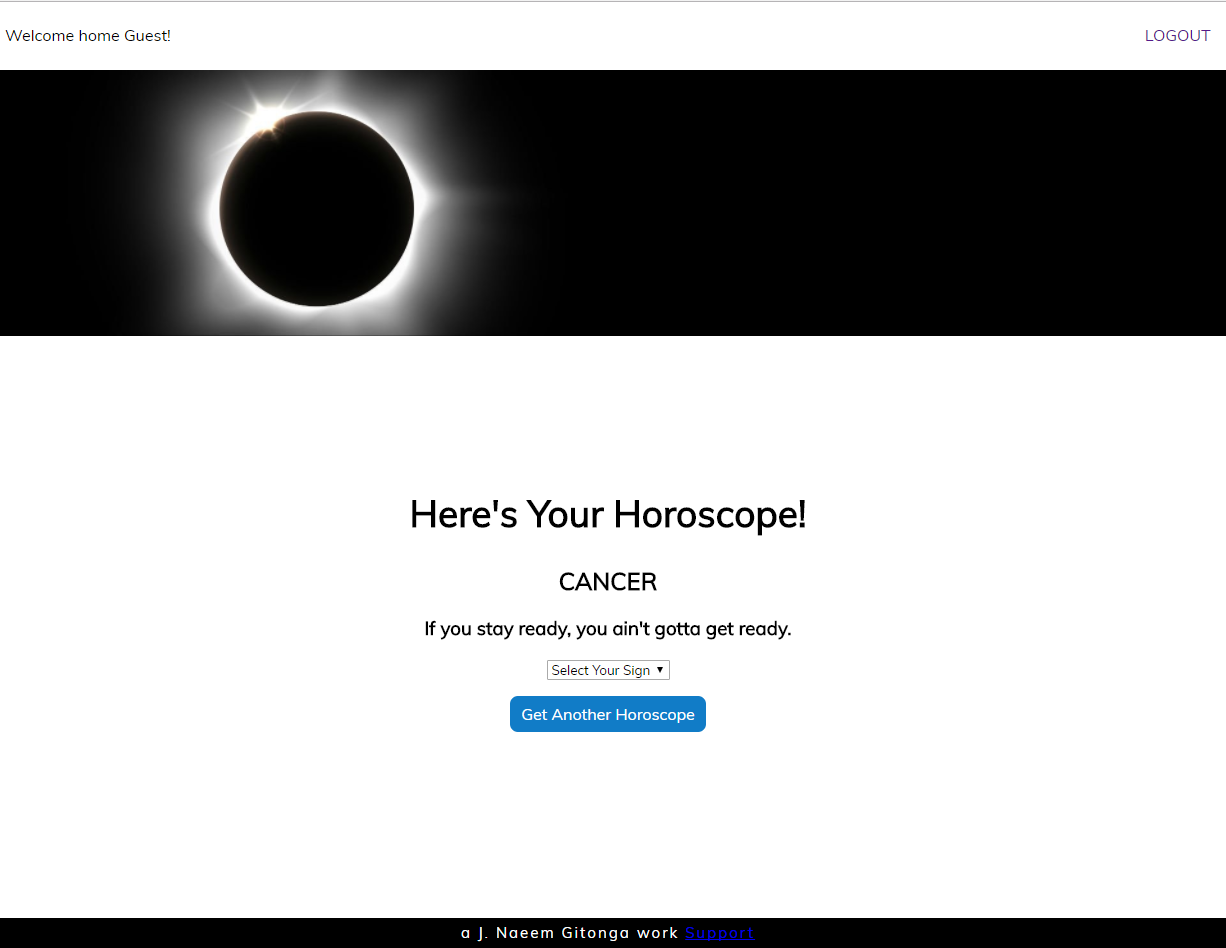 Welcome home Guest! LOGOUT
Here's Your Horoscope!
CANCER
If you stay ready, you ain't gotta get ready.
Select Your Sign
Get Another Horoscope
a J. Naeem Gitonga work Support